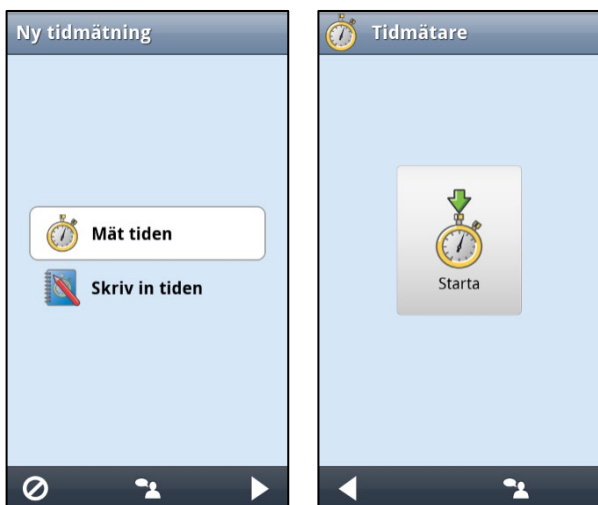 Ny tidmätning
Mät tiden
Skriv in tiden
Tidmätare
Starta